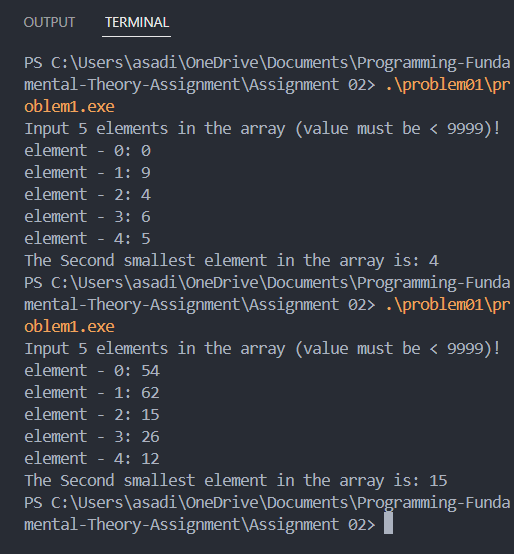 OUTPUT TERMINAL
PS C:\Users\asadi\OneDrive\Documents\Programming-Funda
mental-Theory-Assignment\Assignment 02> .\problem01\pr
oblem1.exe
Input 5 elements in the array (value must be < 9999)!
element - 0: 0
element - 1: 9
element - 2: 4
element - 3: 6
element - 4: 5
The Second smallest element in the array is: 4
PS C:\Users\asadi\OneDrive\Documents\Programming-Funda
mental-Theory-Assignment\Assignment 02> .\problem01\pr
oblem1.exe
Input 5 elements in the array (value must be < 9999)!
element - 0: 54
element - 1: 62
element - 2: 15
element - 3: 26
element - 4: 12
The Second smallest element in the array is: 15
PS C:\Users\asadi\OneDrive\Documents\Programming-Funda
mental-Theory-Assignment\Assignment 02>